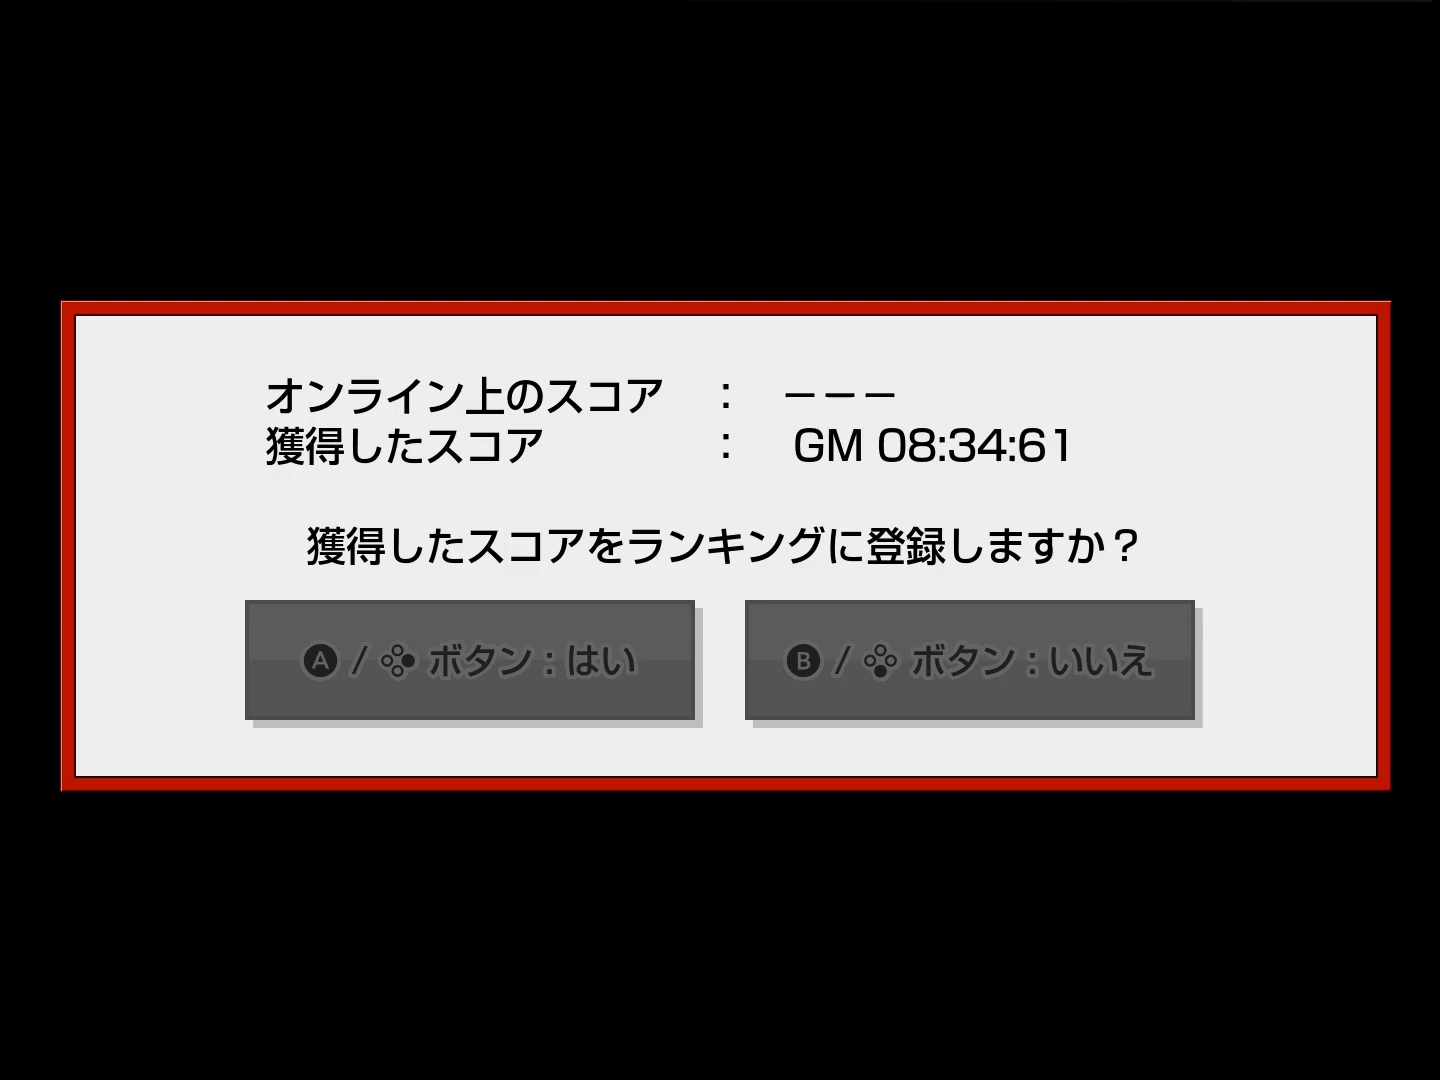 オンライン上のスコア : ーーー
獲得したスコア : GM 08:34:61
獲得したスコアをランキングに登録しますか？
A / ボタン : はい
B / ボタン : いいえ